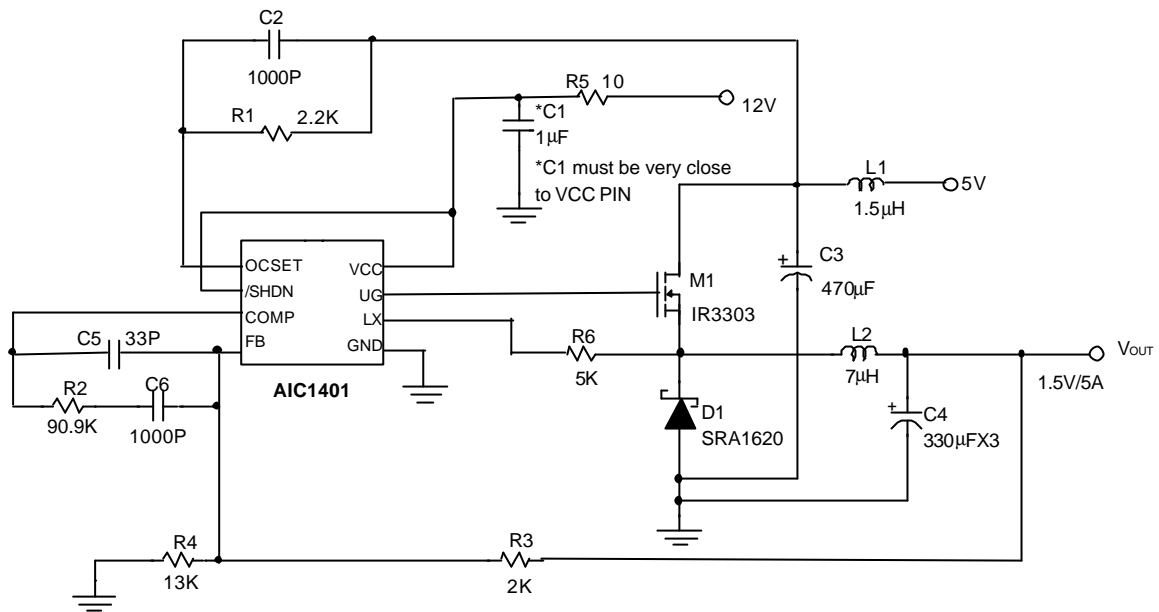 C2
1000P
R1 2.2K
R5 10
12V
*C1
1µF
*C1 must be very close
to VCC PIN
L1
5V
1.5µH
OCSET
/SHDN
COMP
FB
VCC
UG
LX
GND
AIC1401
M1
IR3303
C3
+
470µF
C5 33P
R2
90.9K
C6
1000P
R6
5K
L2
7µH
VOUT
1.5V/5A
D1
SRA1620
+
C4
330µFX3
R4
13K
R3
2K